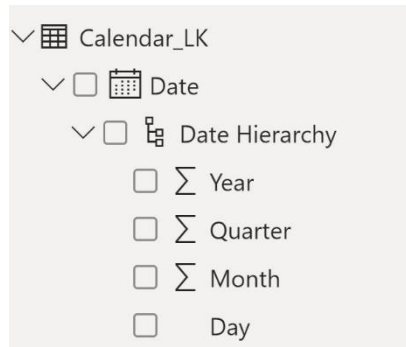 Calendar_LK
Date
Date Hierarchy
Year
Quarter
Month
Day